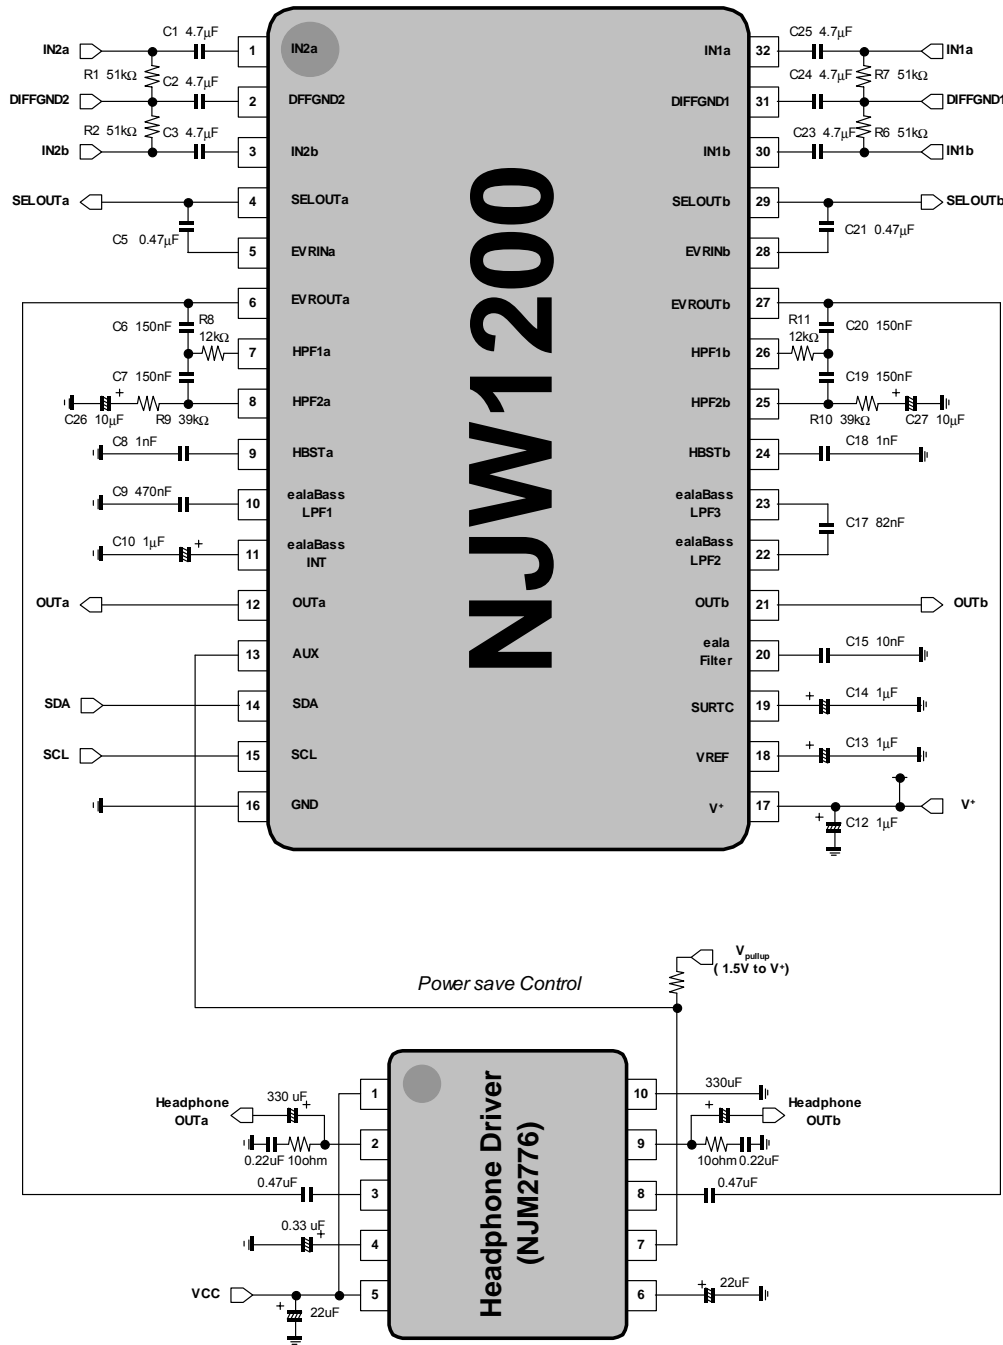 C1 4.7μF
IN2a
1
IN2a
R1 51kΩ
C2 4.7μF
DIFFGND2
2
DFFGND2
R2 51kΩ
C3 4.7μF
IN2b
3
IN2b
SELOUTa
4
SELOUTa
C5 0.47μF
5
EVRINa
6
EVROUTa
C6 150nF
R8
12kΩ
7
HPF1a
C7 150nF
+
8
HPF2a
C26 10μF
R9 39kΩ
C8 1nF
9
HBSTa
C9 470nF
10
ealaBass
LPF1
C10 1μF
+
11
ealaBass
INT
OUTa
12
OUTa
13
AUX
SDA
14
SDA
SCL
15
SCL
16
GND
NJW1200
C25 4.7μF
IN1a
32
IN1a
C24 4.7μF
R7 51kΩ
DIFFGND1
31
DIFFGND1
C23 4.7μF
R6 51kΩ
IN1b
30
IN1b
SELOUTb
29
SELOUTb
C21 0.47μF
EVRINb
28
EVROUTb
27
R11
12kΩ
C20 150nF
HPF1b
26
C19 150nF
HPF2b
25
+
R10 39kΩ
C27 10μF
HBSTb
24
C18 1nF
ealaBass
LPF3
23
C17 82nF
ealaBass
LPF2
22
OUTb
21
OUTb
eala
Filter
20
C15 10nF
SURTC
19
+
C14 1μF
VREF
18
+
C13 1μF
V+
17
V+
+
C12 1μF
Vpullup
( 1.5V to V+)
Power save Control
Headphone
OUTa
330 uF
+
1
0.22uF
10ohm
2
0.47uF
3
0.33 uF
+
4
VCC
5
+
22uF
Headphone Driver
(NJM2776)
10
330uF
+
Headphone
OUTb
9
10ohm 0.22uF
8
0.47uF
7
6
+
22uF